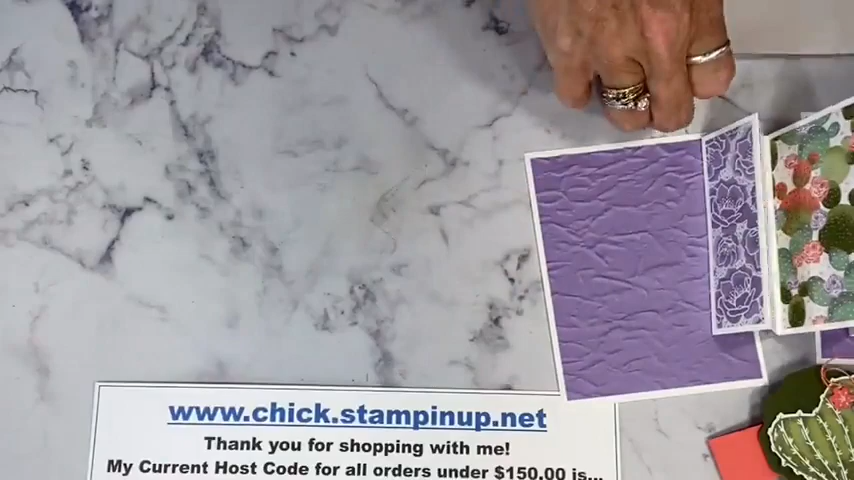 www.chick.stampinup.net
Thank you for shopping with me!
My Current Host Code for all orders under $150.00 is...